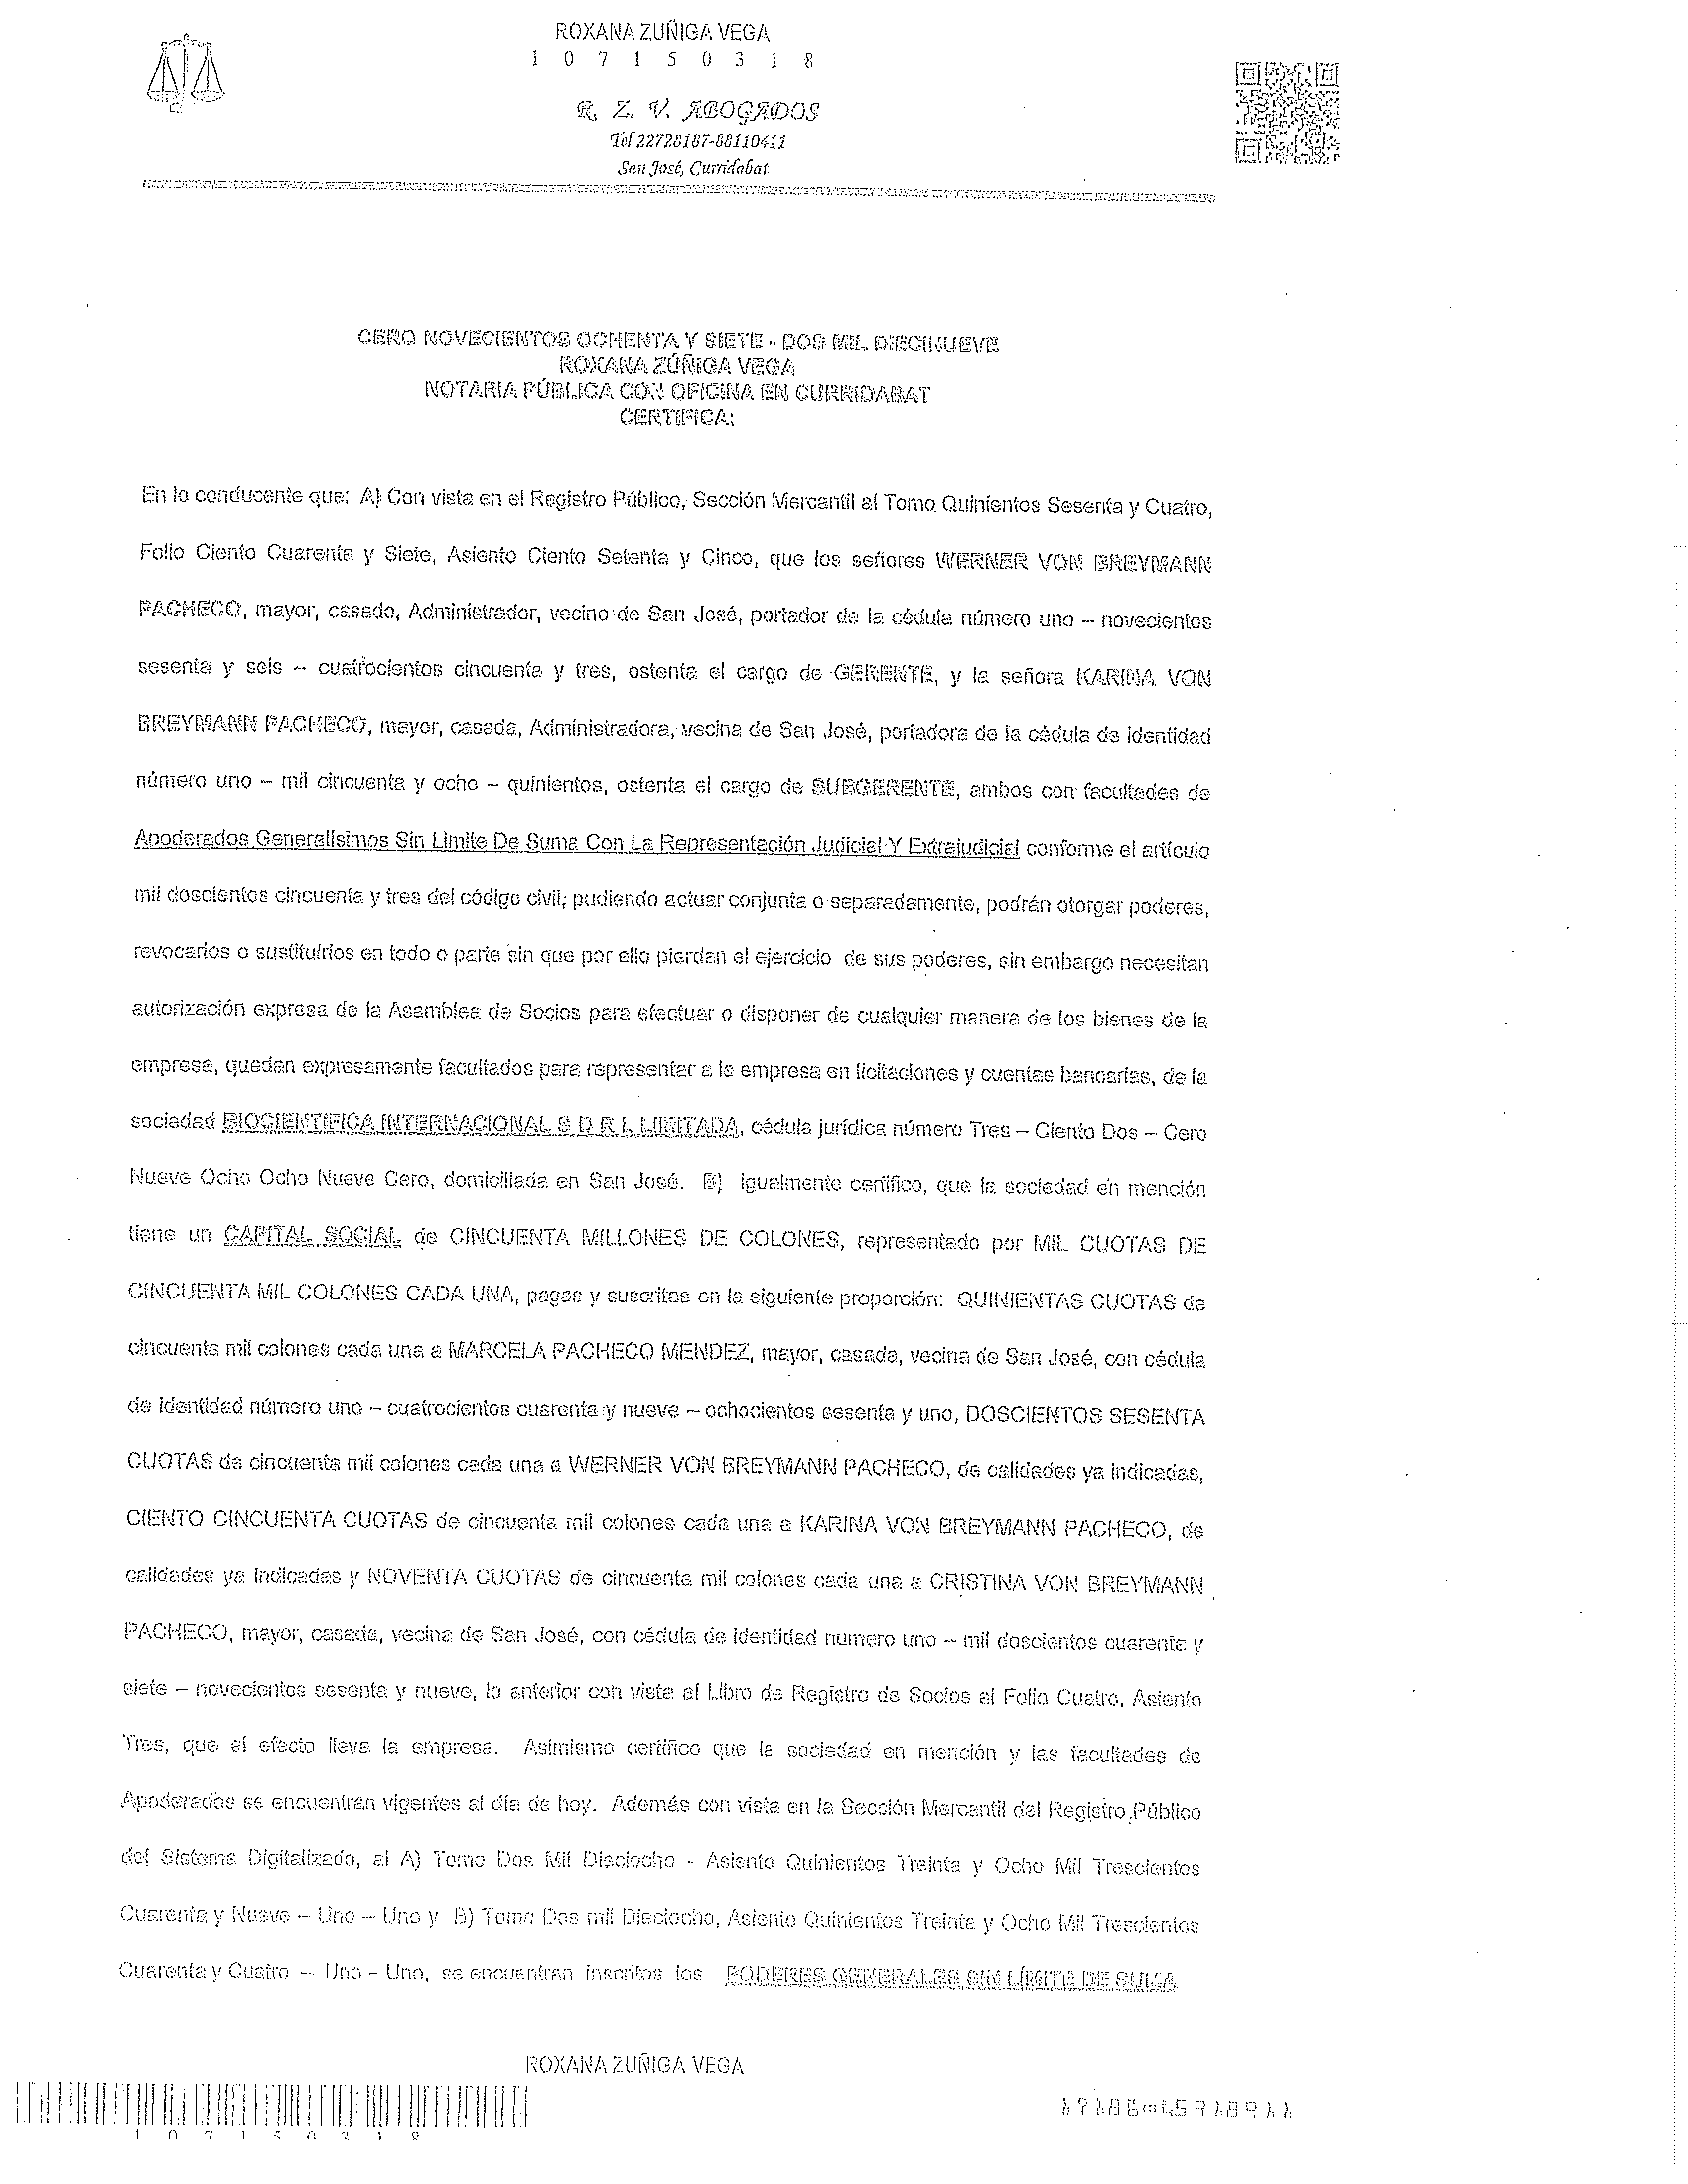 ROXANA ZUÑIGA VEGA
1 0 7 1 5 0 3 1 8
R. Z. V. ABOGADOS
Tel 22728187-88110411
San José, Curridabat
CERO NOVECIENTOS OCHENTA Y SIETE - DOS MIL DIECINUEVE
ROXANA ZÚÑIGA VEGA
NOTARIA PÚBLICA CON OFICINA EN CURRIDABAT
CERTIFICA:
En lo conducente que: A) Con vista en el Registro Público, Sección Mercantil al Tomo Quinientos Sesenta y Cuatro,
Folio Ciento Cuarenta y Siete, Asiento Ciento Setenta y Cinco, que los señores WERNER VON BREYMANN
PACHECO, mayor, casado, Administrador, vecino de San José, portador de la cédula número uno – novecientos
sesenta y seis – cuatrocientos cincuenta y tres, ostenta el cargo de GERENTE, y la señora KARINA VON
BREYMANN PACHECO, mayor, casada, Administradora, vecina de San José, portadora de la cédula de identidad
número uno – mil cincuenta y ocho – quinientos, ostenta el cargo de SUBGERENTE, ambos con facultades de
Apoderados Generalísimos Sin Límite De Suma Con La Representación Judicial Y Extrajudicial conforme el artículo
mil doscientos cincuenta y tres del código civil; pudiendo actuar conjunta o separadamente, podrán otorgar poderes,
revocarlos o sustituírlos en todo o parte sin que por ello pierdan el ejercicio de sus poderes, sin embargo necesitan
autorización expresa de la Asamblea de Socios para efectuar o disponer de cualquier manera de los bienes de la
empresa, quedan expresamente facultados para representar a la empresa en licitaciones y cuentas bancarias, de la
sociedad BIOCIENTIFICA INTERNACIONAL S D R L LIMITADA, cédula jurídica número Tres – Ciento Dos – Cero
Nueve Ocho Ocho Nueve Cero, domiciliada en San José. B) igualmente certifico, que la sociedad en mención
tiene un CAPITAL SOCIAL de CINCUENTA MILLONES DE COLONES, representado por MIL CUOTAS DE
CINCUENTA MIL COLONES CADA UNA, pagas y suscritas en la siguiente proporción: QUINIENTAS CUOTAS de
cincuenta mil colones cada una a MARCELA PACHECO MENDEZ, mayor, casada, vecina de San José, con cédula
de identidad número uno – cuatrocientos cuarenta y nueve – ochocientos sesenta y uno, DOSCIENTOS SESENTA
CUOTAS de cincuenta mil colones cada una a WERNER VON BREYMANN PACHECO, de calidades ya indicadas,
CIENTO CINCUENTA CUOTAS de cincuenta mil colones cada una a KARINA VON BREYMANN PACHECO, de
calidades ya indicadas y NOVENTA CUOTAS de cincuenta mil colones cada una a CRISTINA VON BREYMANN
PACHECO, mayor, casada, vecina de San José, con cédula de identidad numero uno – mil doscientos cuarenta y
siete – novecientos sesenta y nueve, lo anterior con vista al Libro de Registro de Socios al Folio Cuatro, Asiento
Tres, que al efecto lleva la empresa. Asimismo certifico que la sociedad en mención y las facultades de
Apoderados se encuentran vigentes al día de hoy. Además con vista en la Sección Mercantil del Registro Público
del Sistema Digitalizado, al A) Tomo Dos Mil Dieciocho - Asiento Quinientos Treinta y Ocho Mil Trescientos
Cuarenta y Nueve – Uno – Uno y B) Tomo Dos mil Dieciocho, Asiento Quinientos Treinta y Ocho Mil Trescientos
Cuarenta y Cuatro – Uno – Uno, se encuentran inscritos los PODERES GENERALES SIN LÍMITE DE SUMA
ROXANA ZUÑIGA VEGA
1 0 7 1 5 0 3 1 8